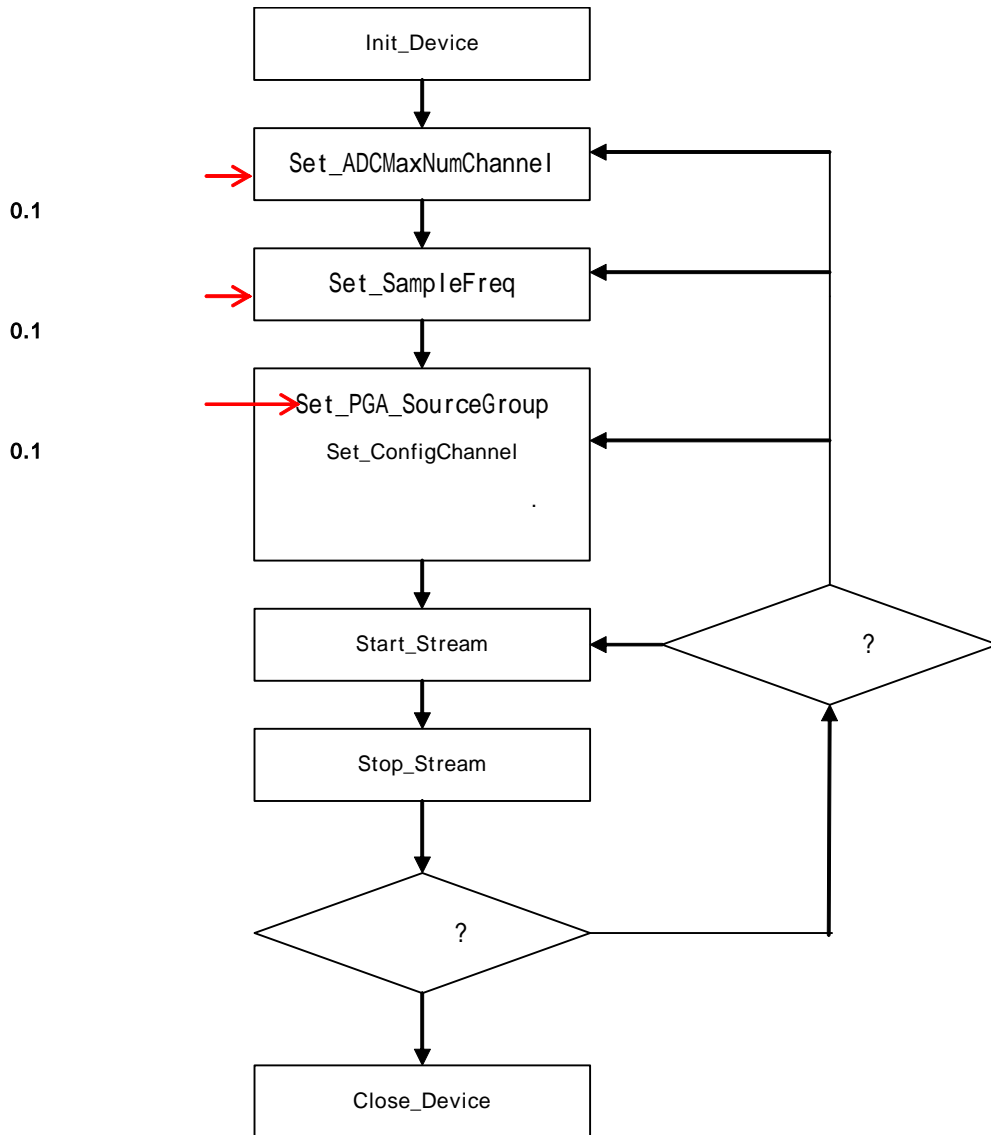 Init_Device
Set_ADCMaxNumChannel
0.1
Set_SampleFreq
0.1
Set_PGA_SourceGroup
0.1
Set_ConfigChannel
.
Start_Stream
?
Stop_Stream
?
Close_Device